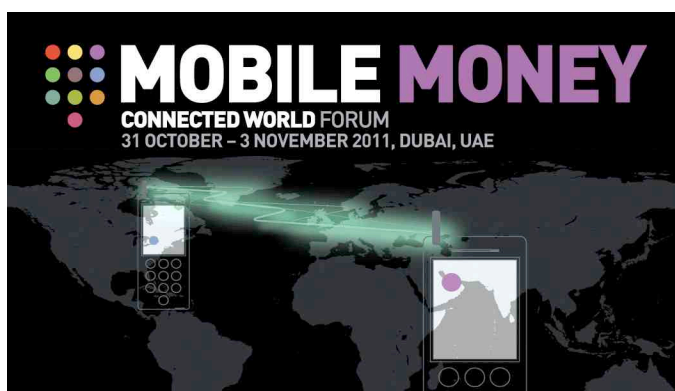 MOBILE MONEY
CONNECTED WORLD FORUM
31 OCTOBER – 3 NOVEMBER 2011, DUBAI, UAE